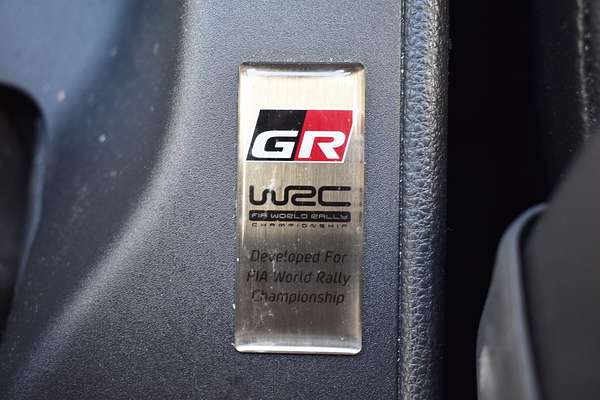 GR
WRC
FIA WORLD RALLY
CHAMPIONSHIP
Developed For
FIA World Rally
Championship